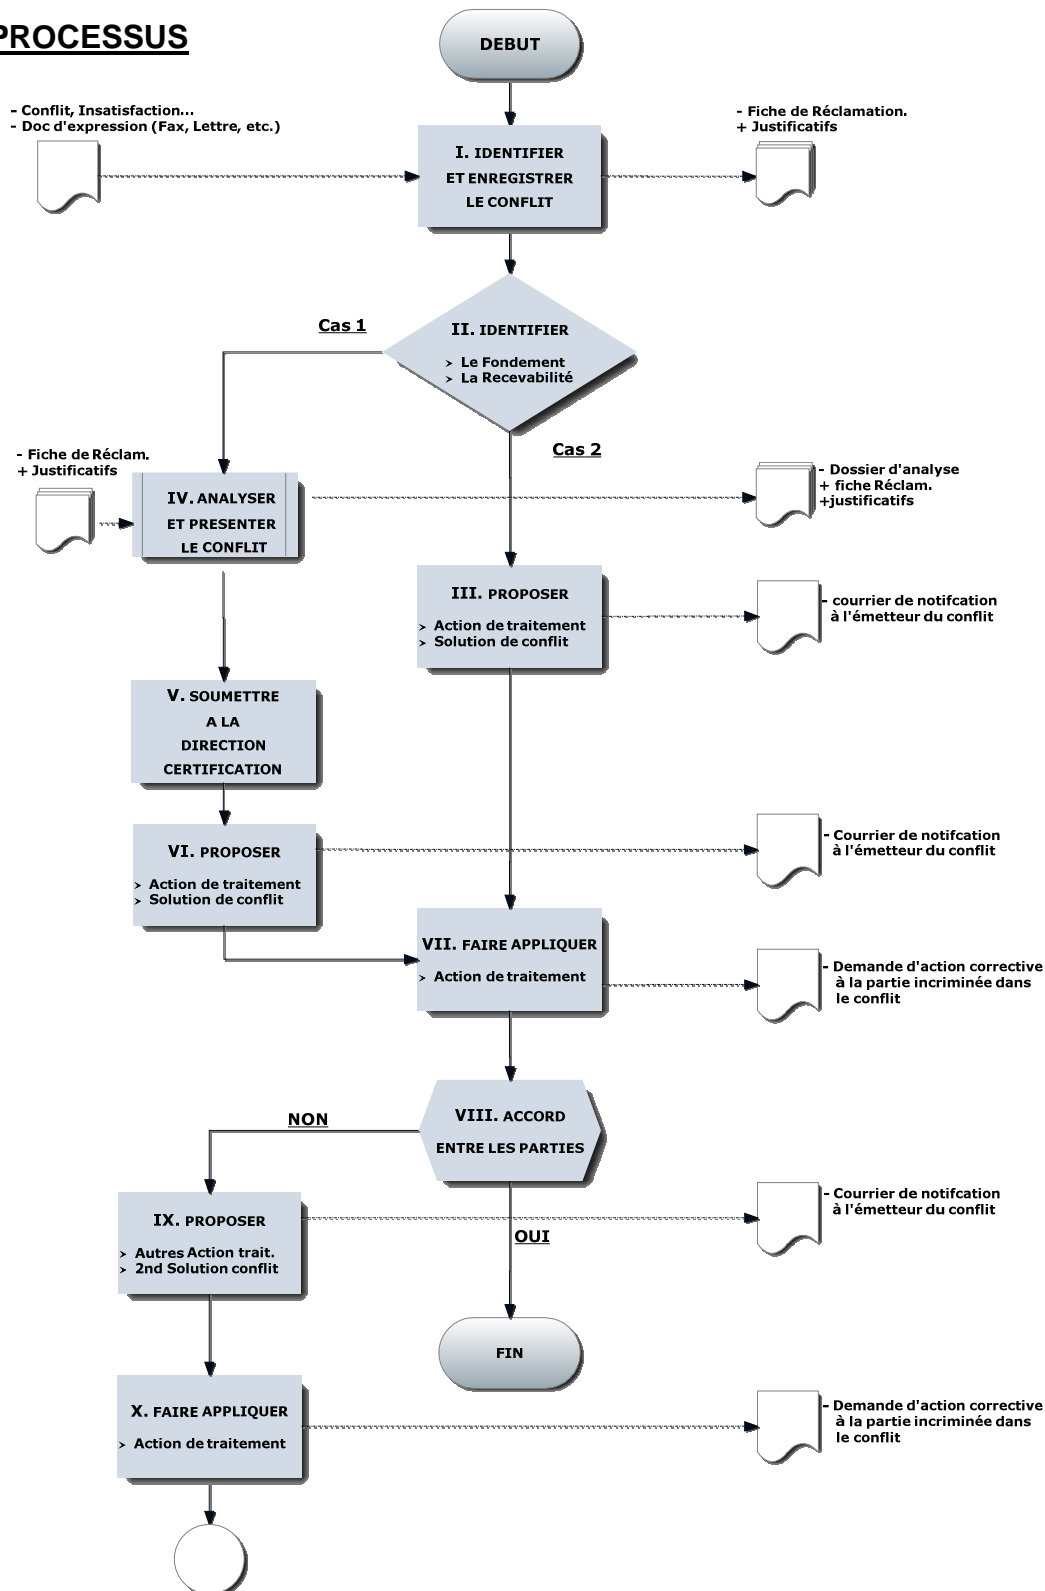 PROCESSUS
DEBUT
- Conflit, Insatisfaction...
- Doc d'expression (Fax, Lettre, etc.)
- Fiche de Réclamation.
+ Justificatifs
I. IDENTIFIER
ET ENREGISTRER
LE CONFLIT
Cas 1
II. IDENTIFIER
➢ Le Fondement
➢ La Recevabilité
Cas 2
- Fiche de Réclam.
+ Justificatifs
IV. ANALYSER
ET PRESENTER
LE CONFLIT
- Dossier d'analyse
+ fiche Réclam.
+justificatifs
III. PROPOSER
➢ Action de traitement
➢ Solution de conflit
- courrier de notifcation
à l'émetteur du conflit
V. SOUMETTRE
A LA
DIRECTION
CERTIFICATION
VI. PROPOSER
➢ Action de traitement
➢ Solution de conflit
- Courrier de notifcation
à l'émetteur du conflit
VII. FAIRE APPLIQUER
➢ Action de traitement
- Demande d'action corrective
à la partie incriminée dans
le conflit
VIII. ACCORD
ENTRE LES PARTIES
NON
IX. PROPOSER
➢ Autres Action trait.
➢ 2nd Solution conflit
- Courrier de notifcation
à l'émetteur du conflit
OUI
FIN
X. FAIRE APPLIQUER
➢ Action de traitement
- Demande d'action corrective
à la partie incriminée dans
le conflit